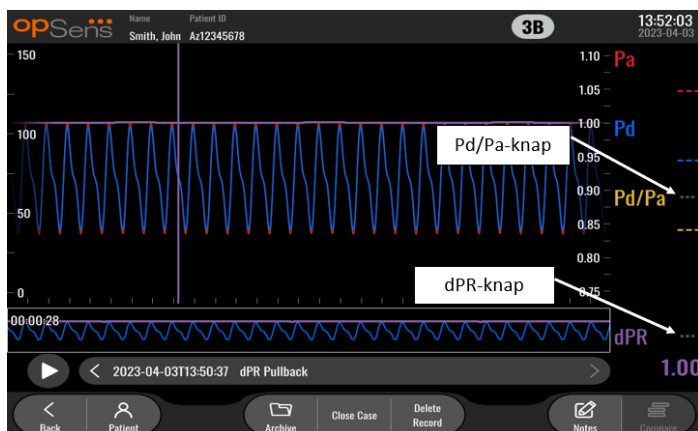 opSens
Name
Patient ID
Smith, John
Az12345678
3B
13:52:03
2023-04-03
150
100
50
0
1.10
1.05
1.00
0.95
0.90
0.85
0.80
0.75
Pa
---
Pd
---
Pd/Pa
---
Pd/Pa-knap
dPR-knap
00:00:28
dPR
1.00
2023-04-03T13:50:37 dPR Pullback
Back
Patient
Archive
Close Case
Delete
Record
Notes
Compare